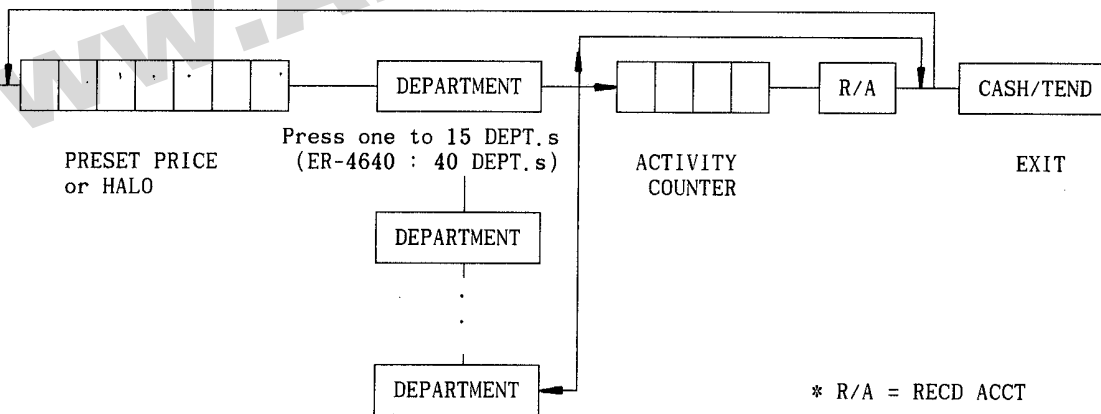 DEPARTMENT
R/A
CASH/TEND
Press one to 15 DEPT.s
(ER-4640 : 40 DEPT.s)
PRESET PRICE
or HALO
ACTIVITY
COUNTER
EXIT
DEPARTMENT
DEPARTMENT
* R/A = RECD ACCT